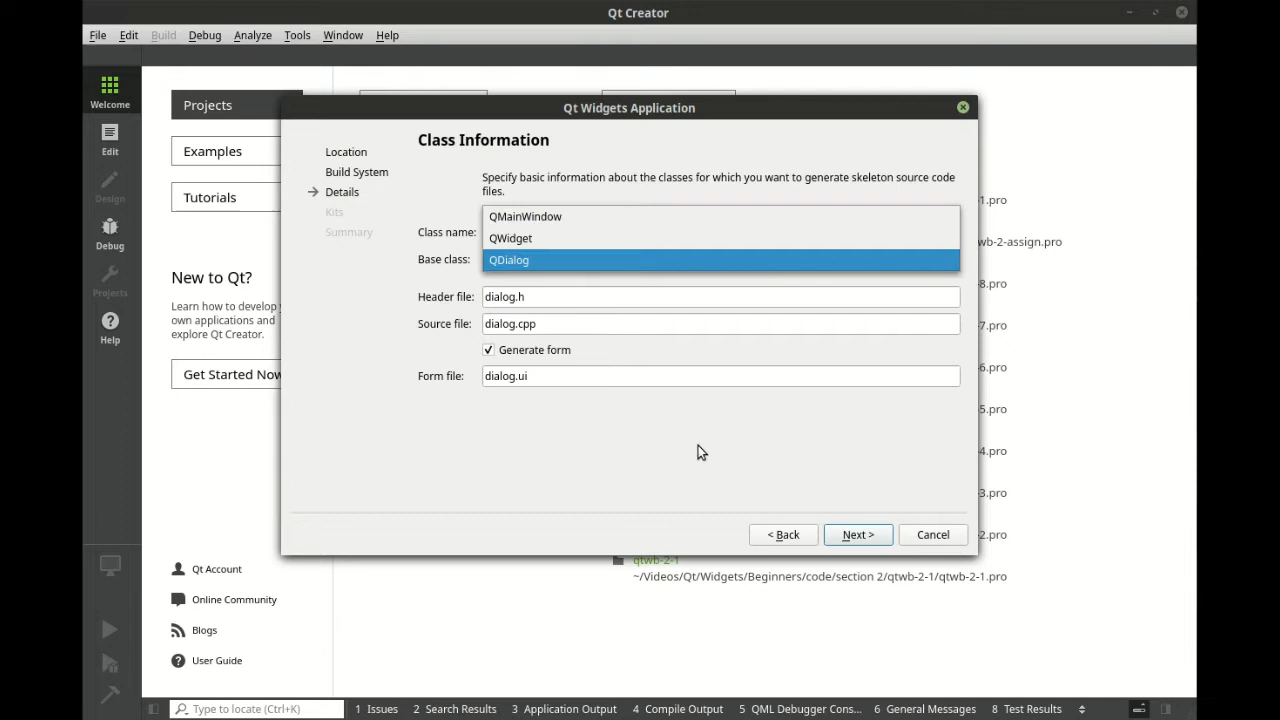 Qt Creator
File Edit Build Debug Analyze Tools Window Help
Welcome
Edit
Design
Debug
Projects
Help
Projects
Examples
Tutorials
New to Qt?
Learn how to develop
own applications and
explore Qt Creator.
Get Started Now
Qt Account
Online Community
Blogs
User Guide
Qt Widgets Application
Location
Build System
Details
Kits
Summary
Class Information
Specify basic information about the classes for which you want to generate skeleton source code
files.
Class name:
QMainWindow
QWidget
Base class:
QDialog
Header file: dialog.h
Source file: dialog.cpp
Generate form
Form file: dialog.ui
< Back Next > Cancel
-1.pro
wb-2-assign.pro
-8.pro
-7.pro
-6.pro
-5.pro
-4.pro
-3.pro
-2.pro
qtwb-2-1
~/Videos/Qt/Widgets/Beginners/code/section 2/qtwb-2-1/qtwb-2-1.pro
Type to locate (Ctrl+K) 1 Issues 2 Search Results 3 Application Output 4 Compile Output 5 QML Debugger Cons... 6 General Messages 8 Test Results